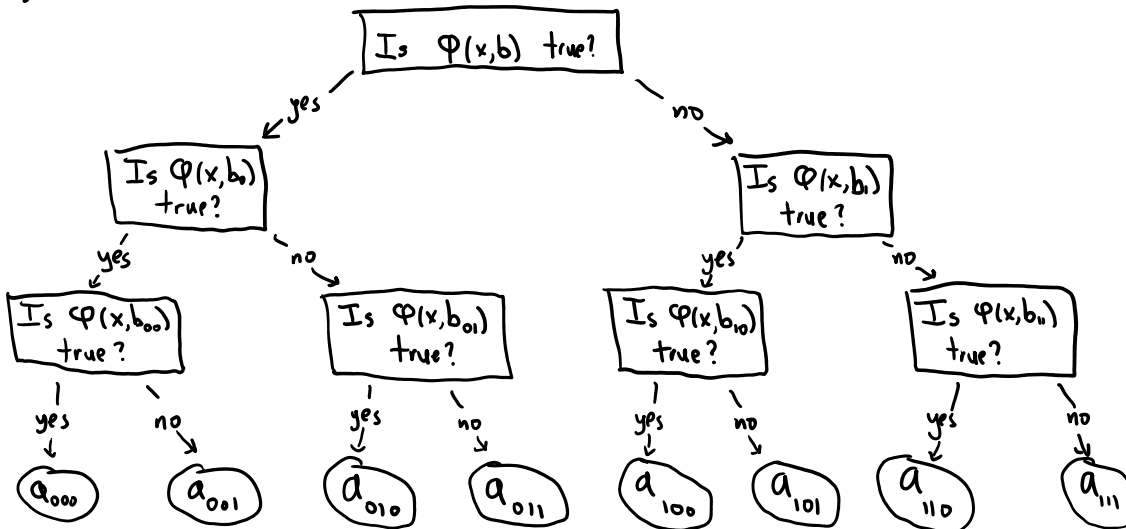 Is φ(x,b) true?
yes
no
Is φ(x,b₀)
true?
Is φ(x,b₁)
true?
yes
no
yes
no
Is φ(x,b₀₀)
true?
Is φ(x,b₀₁)
true?
Is φ(x,b₁₀)
true?
Is φ(x,b₁₁)
true?
yes
no
yes
no
yes
no
yes
no
a₀₀₀
a₀₀₁
a₀₁₀
a₀₁₁
a₁₀₀
a₁₀₁
a₁₁₀
a₁₁₁